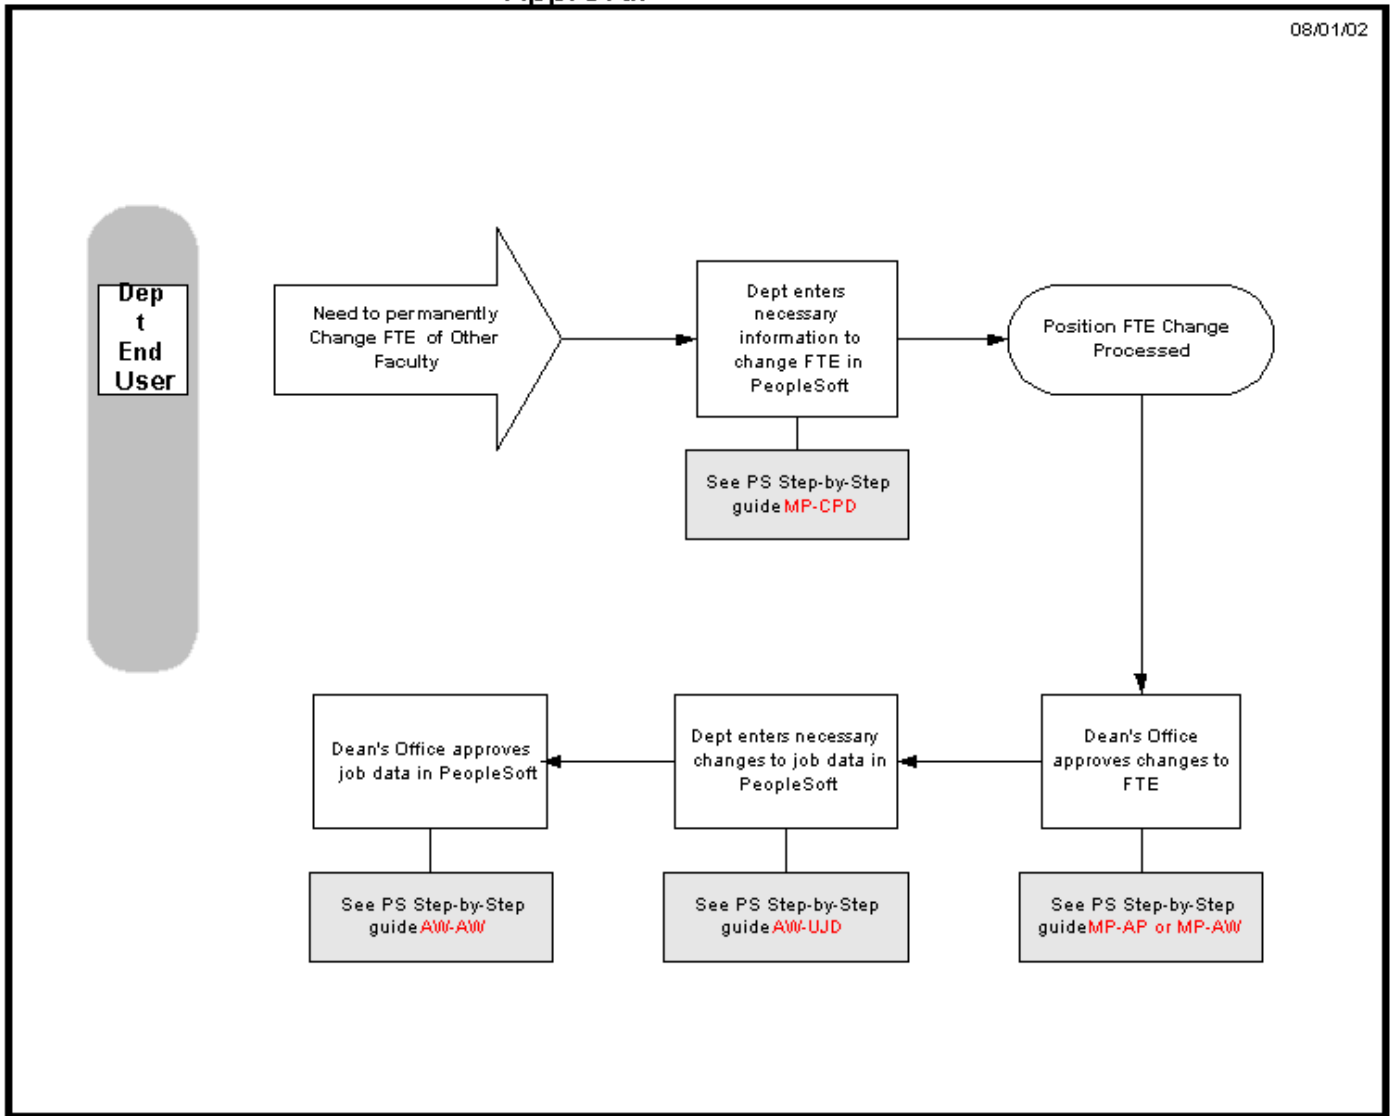 08/01/02
Dep
t
End
User
Need to permanently
Change FTE of Other
Faculty
Dept enters
necessary
information to
change FTE in
PeopleSoft
Position FTE Change
Processed
See PS Step-by-Step
guide MP-CPD
Dean's Office approves
job data in PeopleSoft
Dept enters necessary
changes to job data in
PeopleSoft
Dean's Office
approves changes to
FTE
See PS Step-by-Step
guide AW-AW
See PS Step-by-Step
guide AW-UJD
See PS Step-by-Step
guide MP-AP or MP-AW